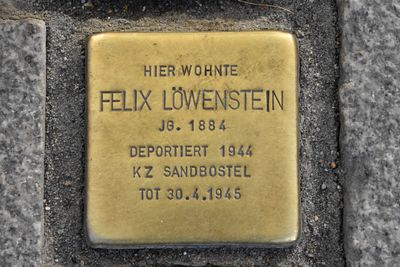 HIER WOHNTE
FELIX LÖWENSTEIN
JG. 1884
DEPORTIERT 1944
KZ SANDBOSTEL
TOT 30.4.1945